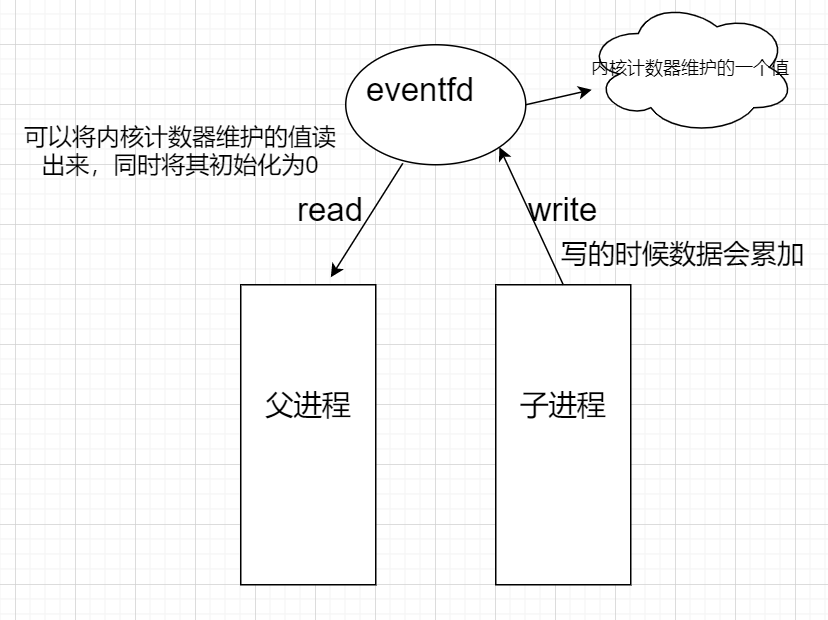 内核计数器维护的一个值
eventfd
可以将内核计数器维护的值读
出来，同时将其初始化为0
read
write
写的时候数据会累加
父进程
子进程